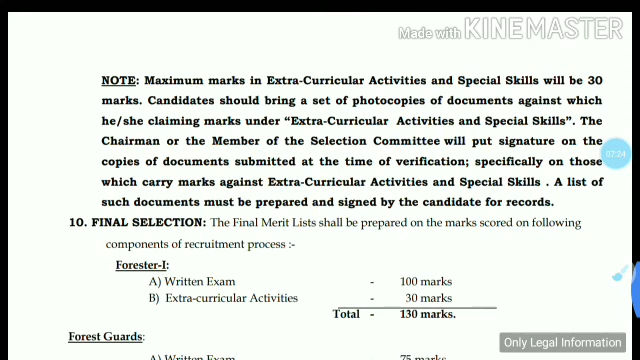 Made with KINEMASTER
NOTE: Maximum marks in Extra-Curricular Activities and Special Skills will be 30
marks. Candidates should bring a set of photocopies of documents against which
he/she claiming marks under “Extra-Curricular Activities and Special Skills”. The
Chairman or the Member of the Selection Committee will put signature on the
copies of documents submitted at the time of verification; specifically on those
07:24
which carry marks against Extra-Curricular Activities and Special Skills . A list of
such documents must be prepared and signed by the candidate for records.
10. FINAL SELECTION: The Final Merit Lists shall be prepared on the marks scored on following
components of recruitment process :-
Forester-I:
A) Written Exam - 100 marks
B) Extra-curricular Activities - 30 marks
Total - 130 marks.
Forest Guards:
Only Legal Information
A) Written Exam - 75 marks